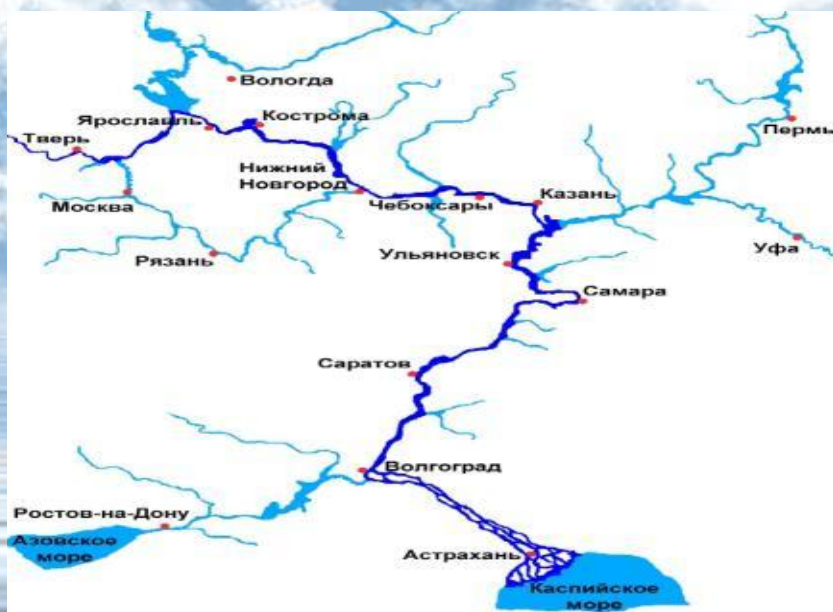 Вологда
Ярославль
Кострома
Тверь
Пермь
Нижний
Новгород
Москва
Чебоксары
Казань
Рязань
Ульяновск
Уфа
Самара
Саратов
Волгоград
Ростов-на-Дону
Азовское
море
Астрахань
Каспийское
море